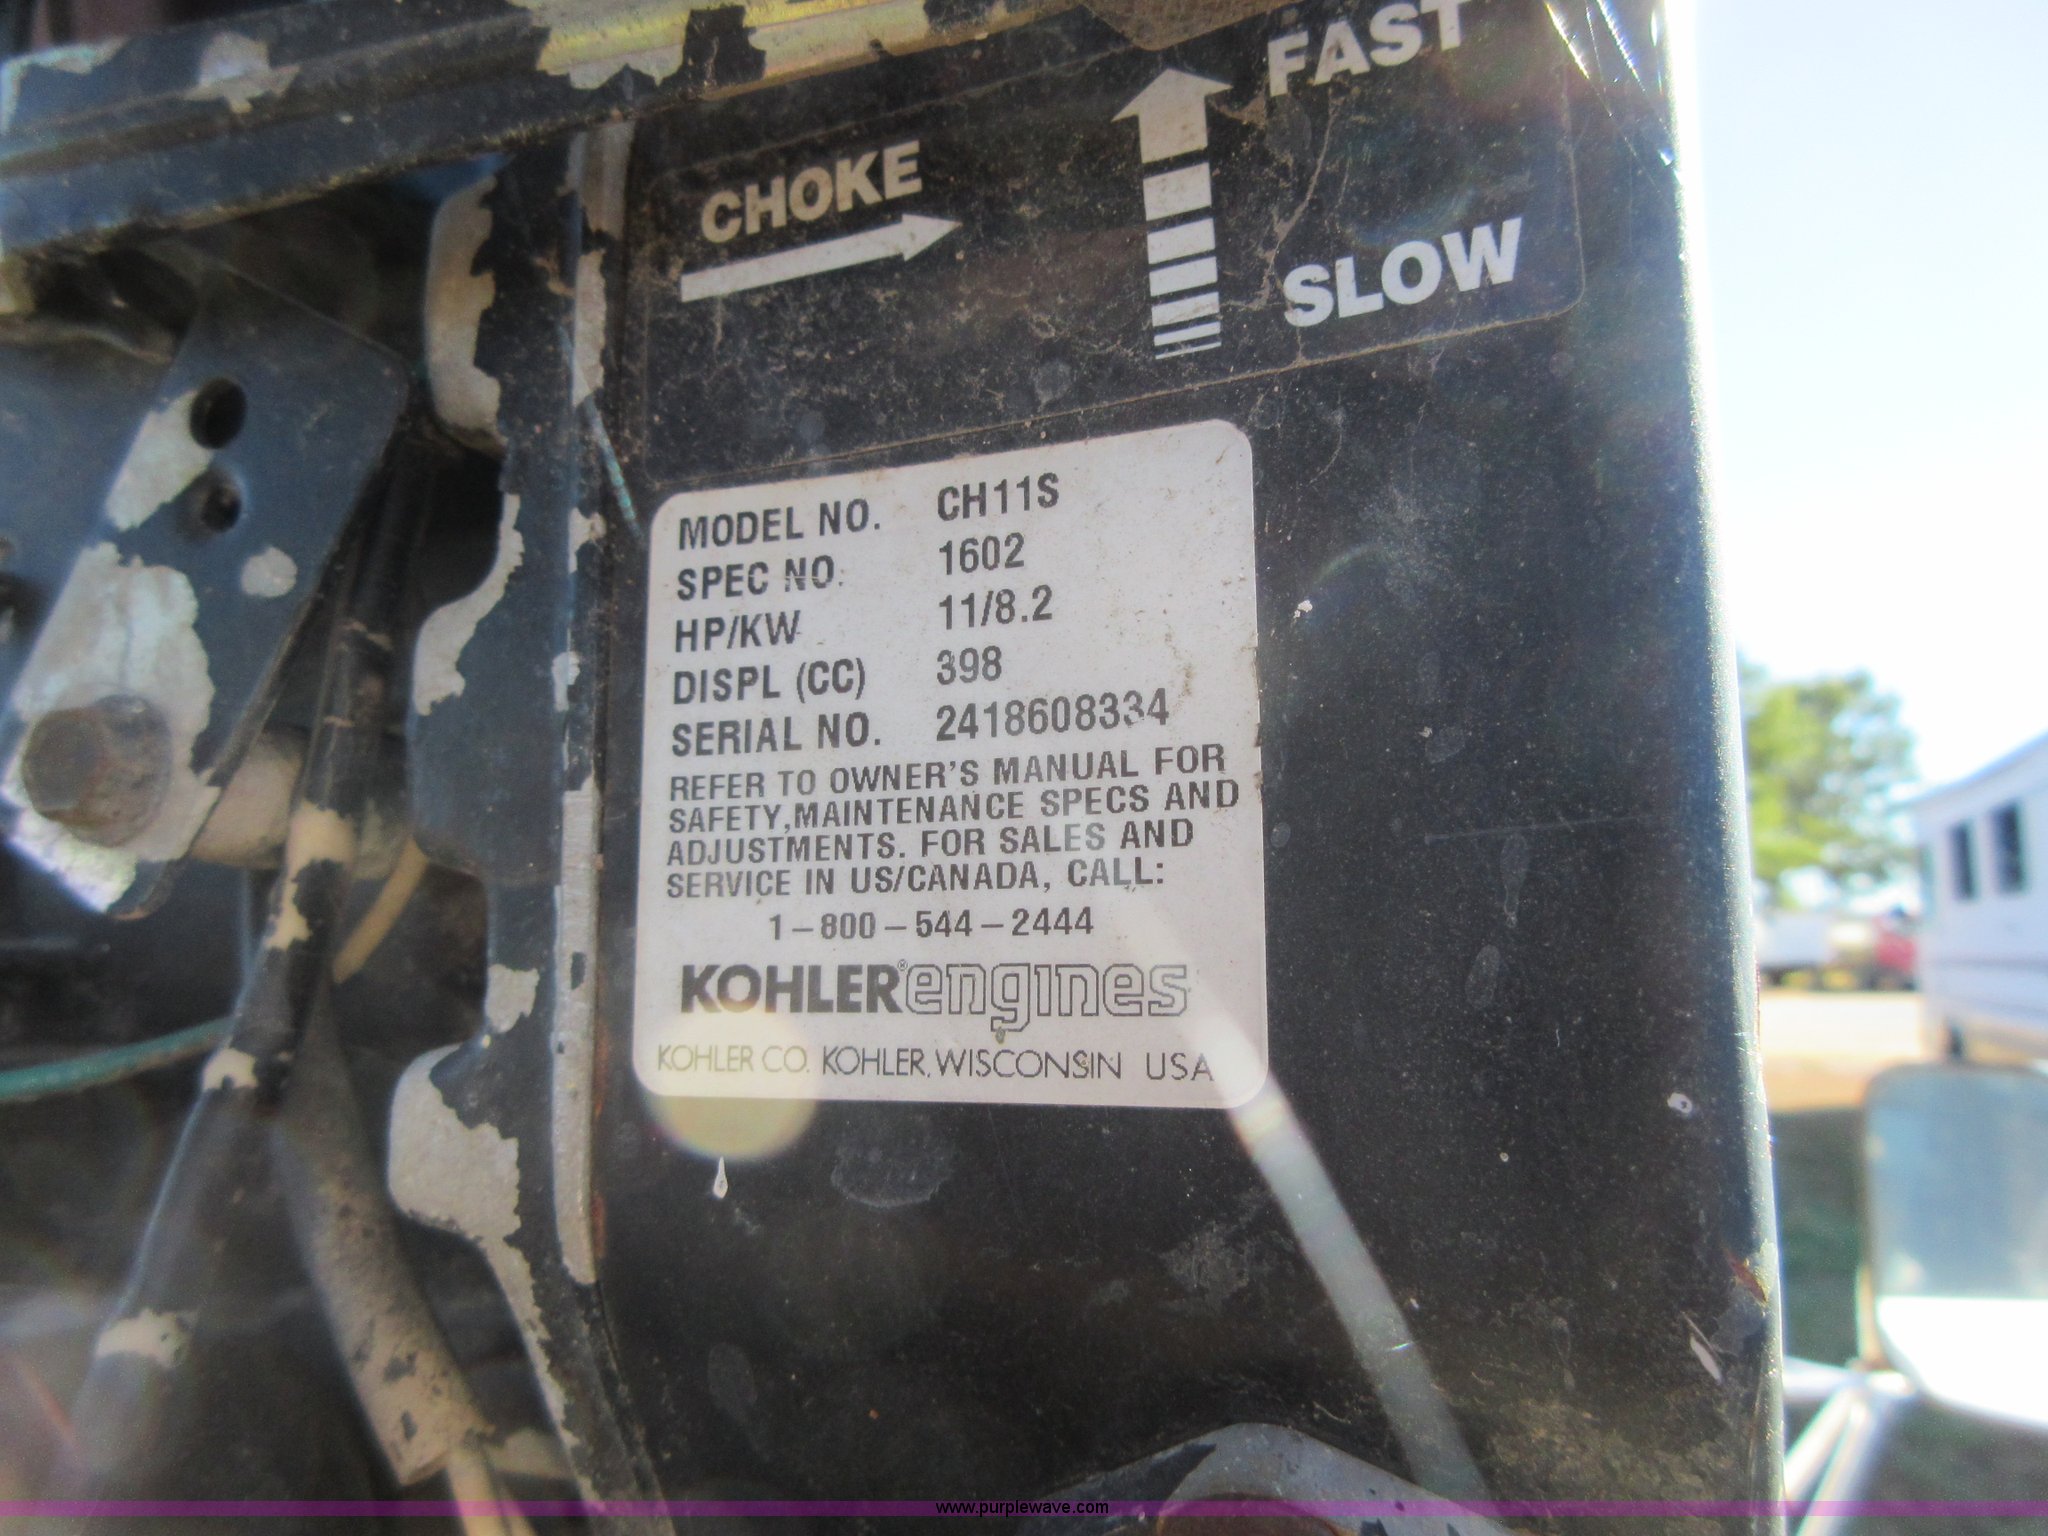 FAST
CHOKE
SLOW
MODEL NO. CH11S
SPEC NO. 1602
HP/KW 11/8.2
DISPL (CC) 398
SERIAL NO. 2418608334
REFER TO OWNER'S MANUAL FOR
SAFETY,MAINTENANCE SPECS AND
ADJUSTMENTS. FOR SALES AND
SERVICE IN US/CANADA, CALL:
1-800-544-2444
KOHLER® engines
KOHLER CO. KOHLER, WISCONSIN USA
www.purplewave.com